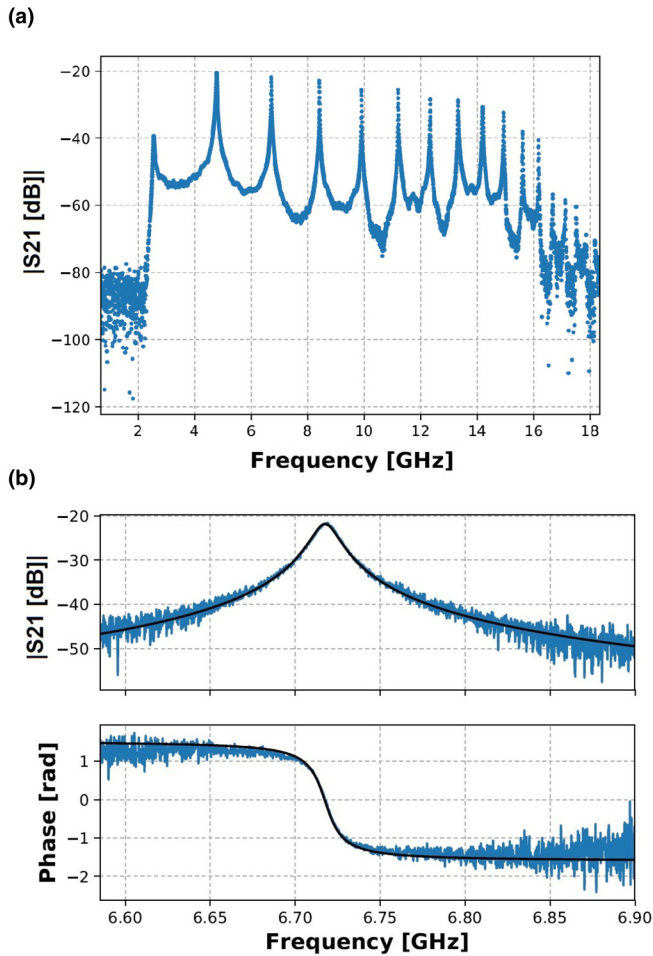 (a)
|S21 [dB]|
−20
−40
−60
−80
−100
−120
2 4 6 8 10 12 14 16 18
Frequency [GHz]
(b)
|S21 [dB]|
−20
−30
−40
−50
Phase [rad]
1
0
−1
−2
6.60 6.65 6.70 6.75 6.80 6.85 6.90
Frequency [GHz]